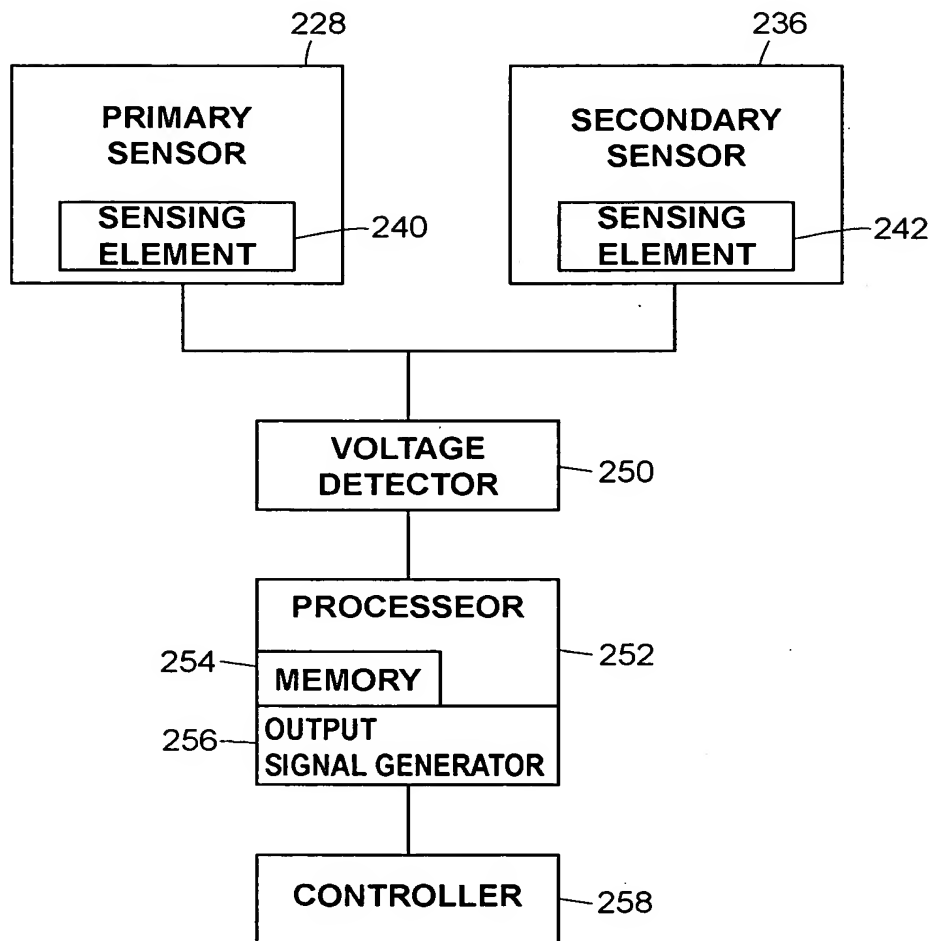 228
236
PRIMARY
SENSOR
SECONDARY
SENSOR
SENSING
ELEMENT
240
SENSING
ELEMENT
242
VOLTAGE
DETECTOR
250
PROCESSEOR
252
254
MEMORY
256
OUTPUT
SIGNAL GENERATOR
CONTROLLER
258